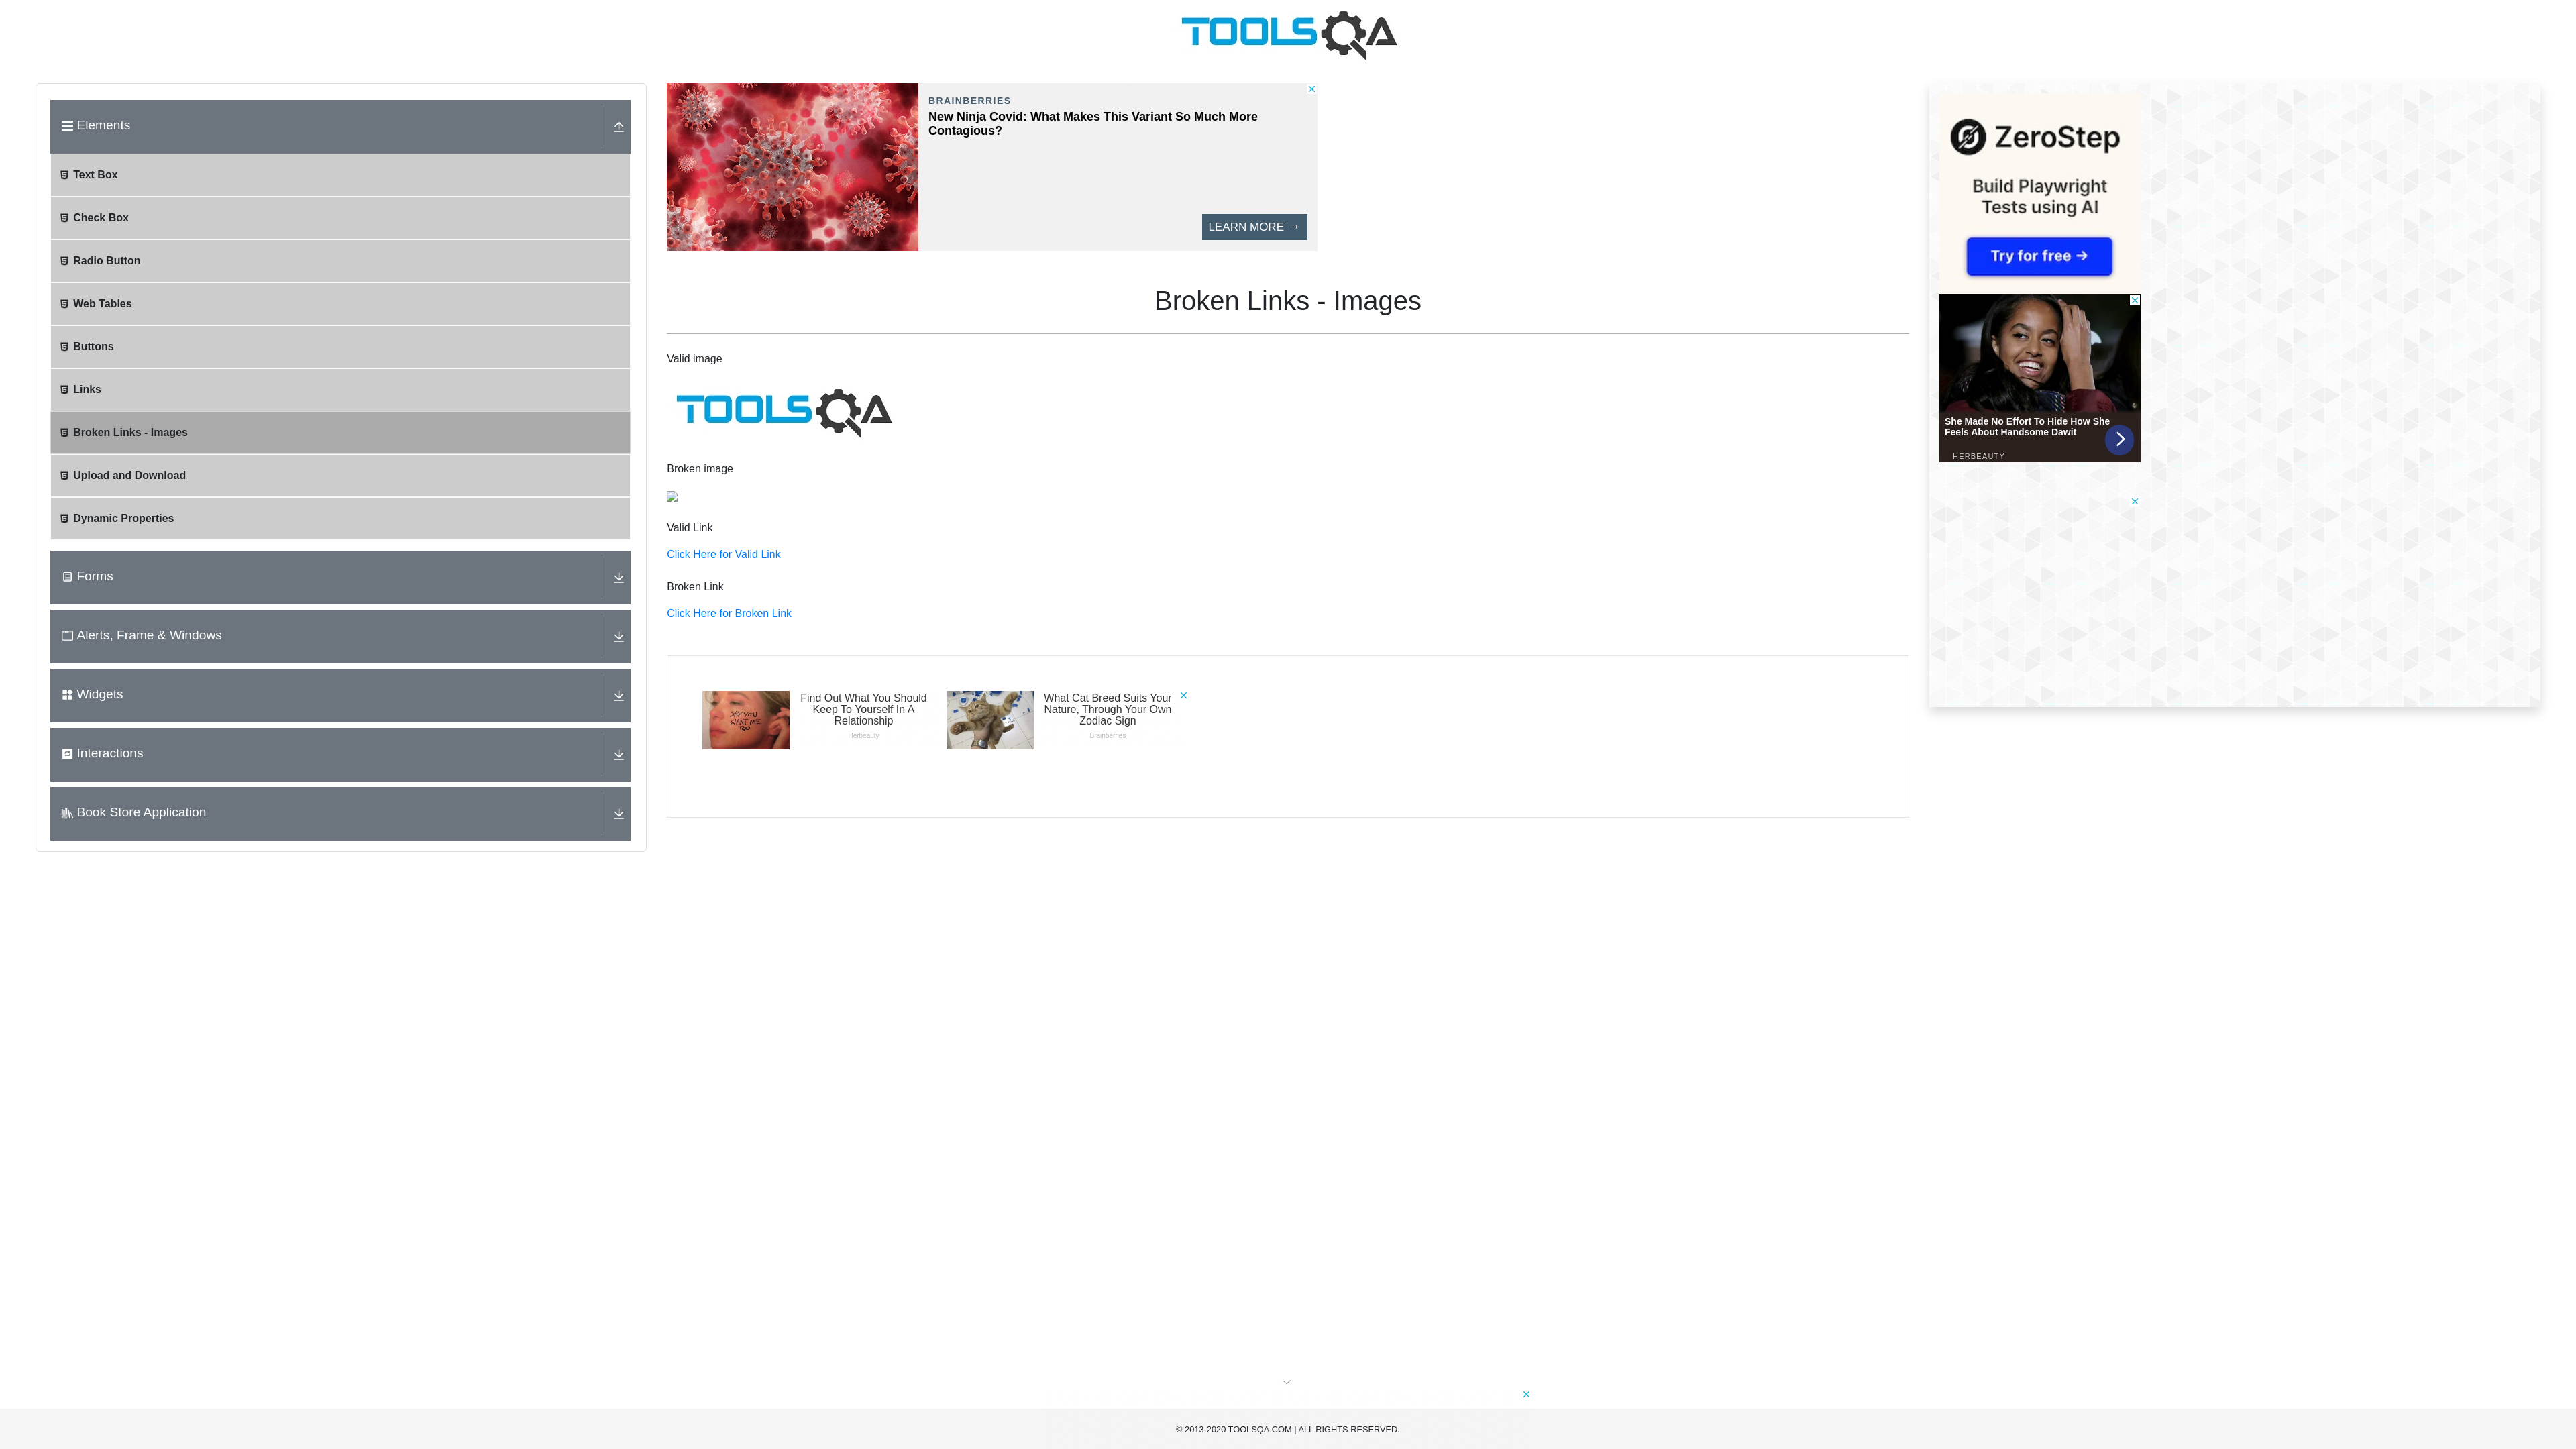 TOOLSQA
Elements
Text Box
Check Box
Radio Button
Web Tables
Buttons
Links
Broken Links - Images
Upload and Download
Dynamic Properties
Forms
Alerts, Frame & Windows
Widgets
Interactions
Book Store Application
BRAINBERRIES
New Ninja Covid: What Makes This Variant So Much More
Contagious?
LEARN MORE →
Broken Links - Images
Valid image
TOOLSQA
Broken image
Valid Link
Click Here for Valid Link
Broken Link
Click Here for Broken Link
SAY YOU
WANT ME
TOO
Find Out What You Should
Keep To Yourself In A
Relationship
Herbeauty
What Cat Breed Suits Your
Nature, Through Your Own
Zodiac Sign
Brainberries
ZeroStep
Build Playwright
Tests using AI
Try for free →
She Made No Effort To Hide How She
Feels About Handsome Dawit
HERBEAUTY
© 2013-2020 TOOLSQA.COM | ALL RIGHTS RESERVED.